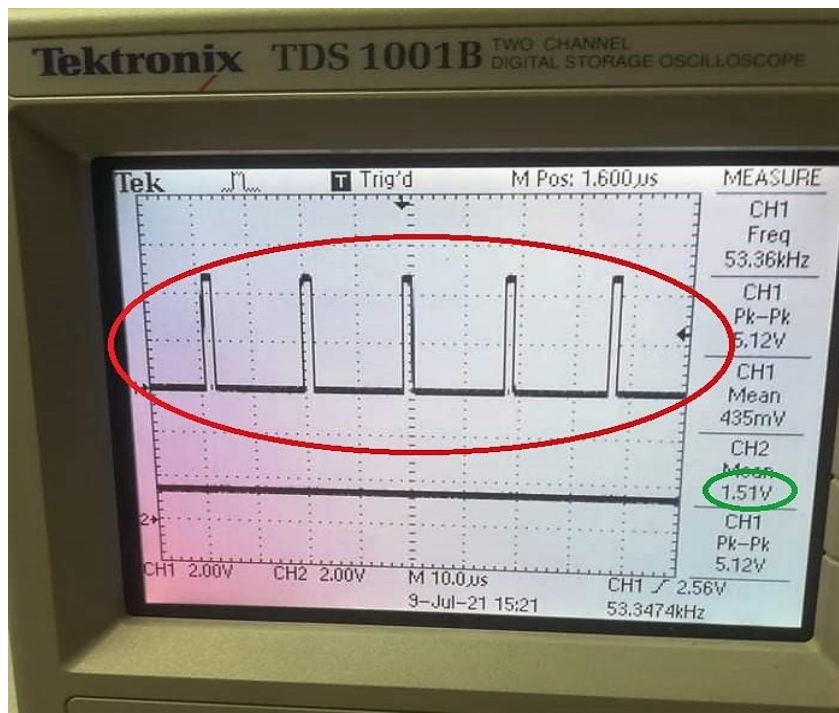 Tektronix TDS 1001B TWO CHANNEL
DIGITAL STORAGE OSCILLOSCOPE
Tek T Trig'd M Pos: 1.600µs MEASURE
CH1
Freq
53.36kHz
CH1
Pk-Pk
5.12V
CH1
Mean
435mV
CH2
Mean
1.51V
CH1
Pk-Pk
5.12V
2
CH1 2.00V CH2 2.00V M 10.0µs CH1 2.56V
9-Jul-21 15:21 53.3474kHz